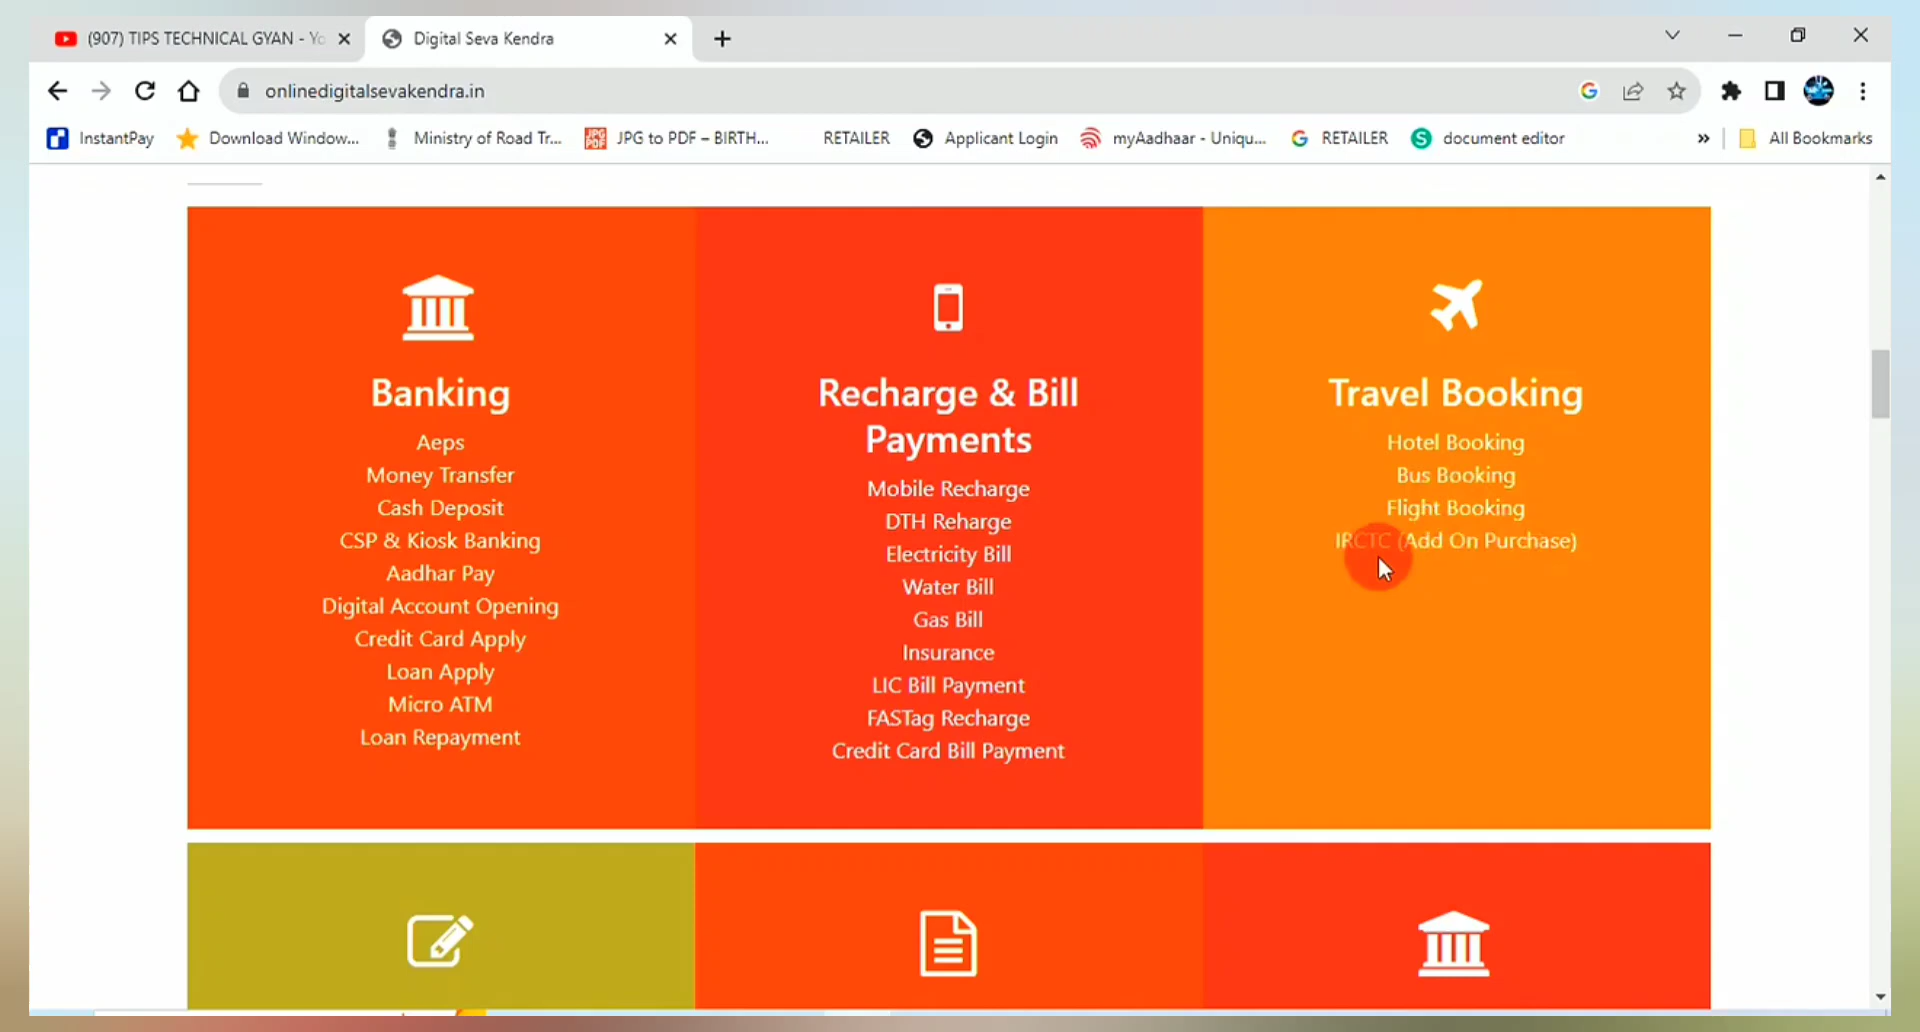 (907) TIPS TECHNICAL GYAN - Yo
Digital Seva Kendra
onlinedigitalsevakendra.in
InstantPay
Download Window...
Ministry of Road Tr...
JPG to PDF – BIRTH...
RETAILER
Applicant Login
myAadhaar - Uniqu...
RETAILER
document editor
All Bookmarks
Banking
Aeps
Money Transfer
Cash Deposit
CSP & Kiosk Banking
Aadhar Pay
Digital Account Opening
Credit Card Apply
Loan Apply
Micro ATM
Loan Repayment
Recharge & Bill
Payments
Mobile Recharge
DTH Reharge
Electricity Bill
Water Bill
Gas Bill
Insurance
LIC Bill Payment
FASTag Recharge
Credit Card Bill Payment
Travel Booking
Hotel Booking
Bus Booking
Flight Booking
IRCTC (Add On Purchase)